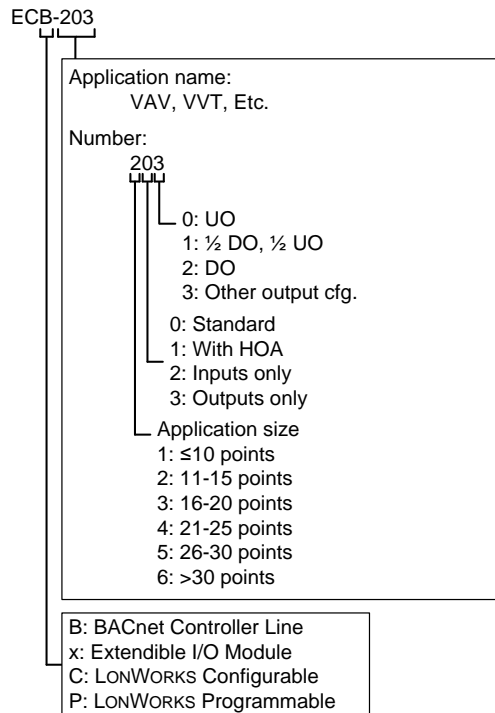 ECB-203
Application name:
VAV, VVT, Etc.
Number:
203
0: UO
1: ½ DO, ½ UO
2: DO
3: Other output cfg.
0: Standard
1: With HOA
2: Inputs only
3: Outputs only
Application size
1: ≤10 points
2: 11-15 points
3: 16-20 points
4: 21-25 points
5: 26-30 points
6: >30 points
B: BACnet Controller Line
x: Extendible I/O Module
C: LONWORKS Configurable
P: LONWORKS Programmable